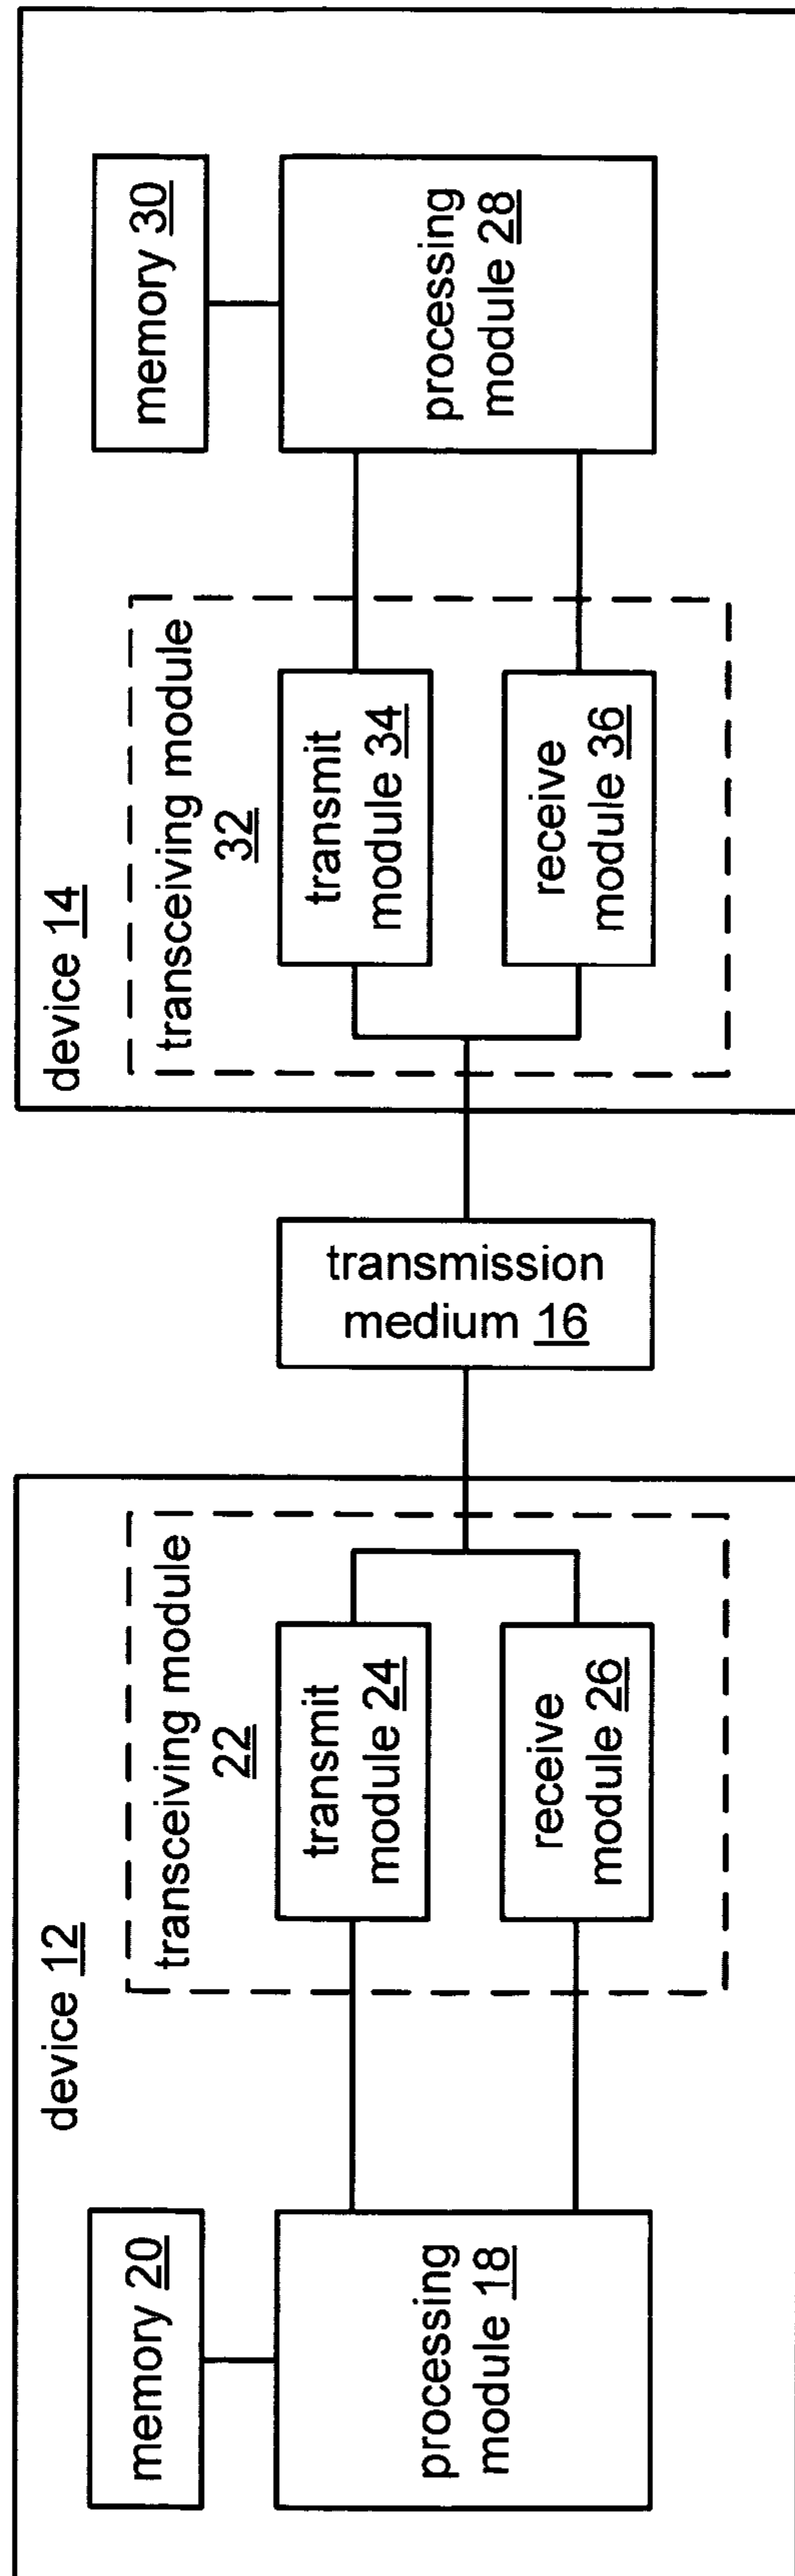 device 12
memory 20
processing
module 18
transceiving module
22
transmit
module 24
receive
module 26
transmission
medium 16
device 14
transceiving module
32
transmit
module 34
receive
module 36
memory 30
processing
module 28